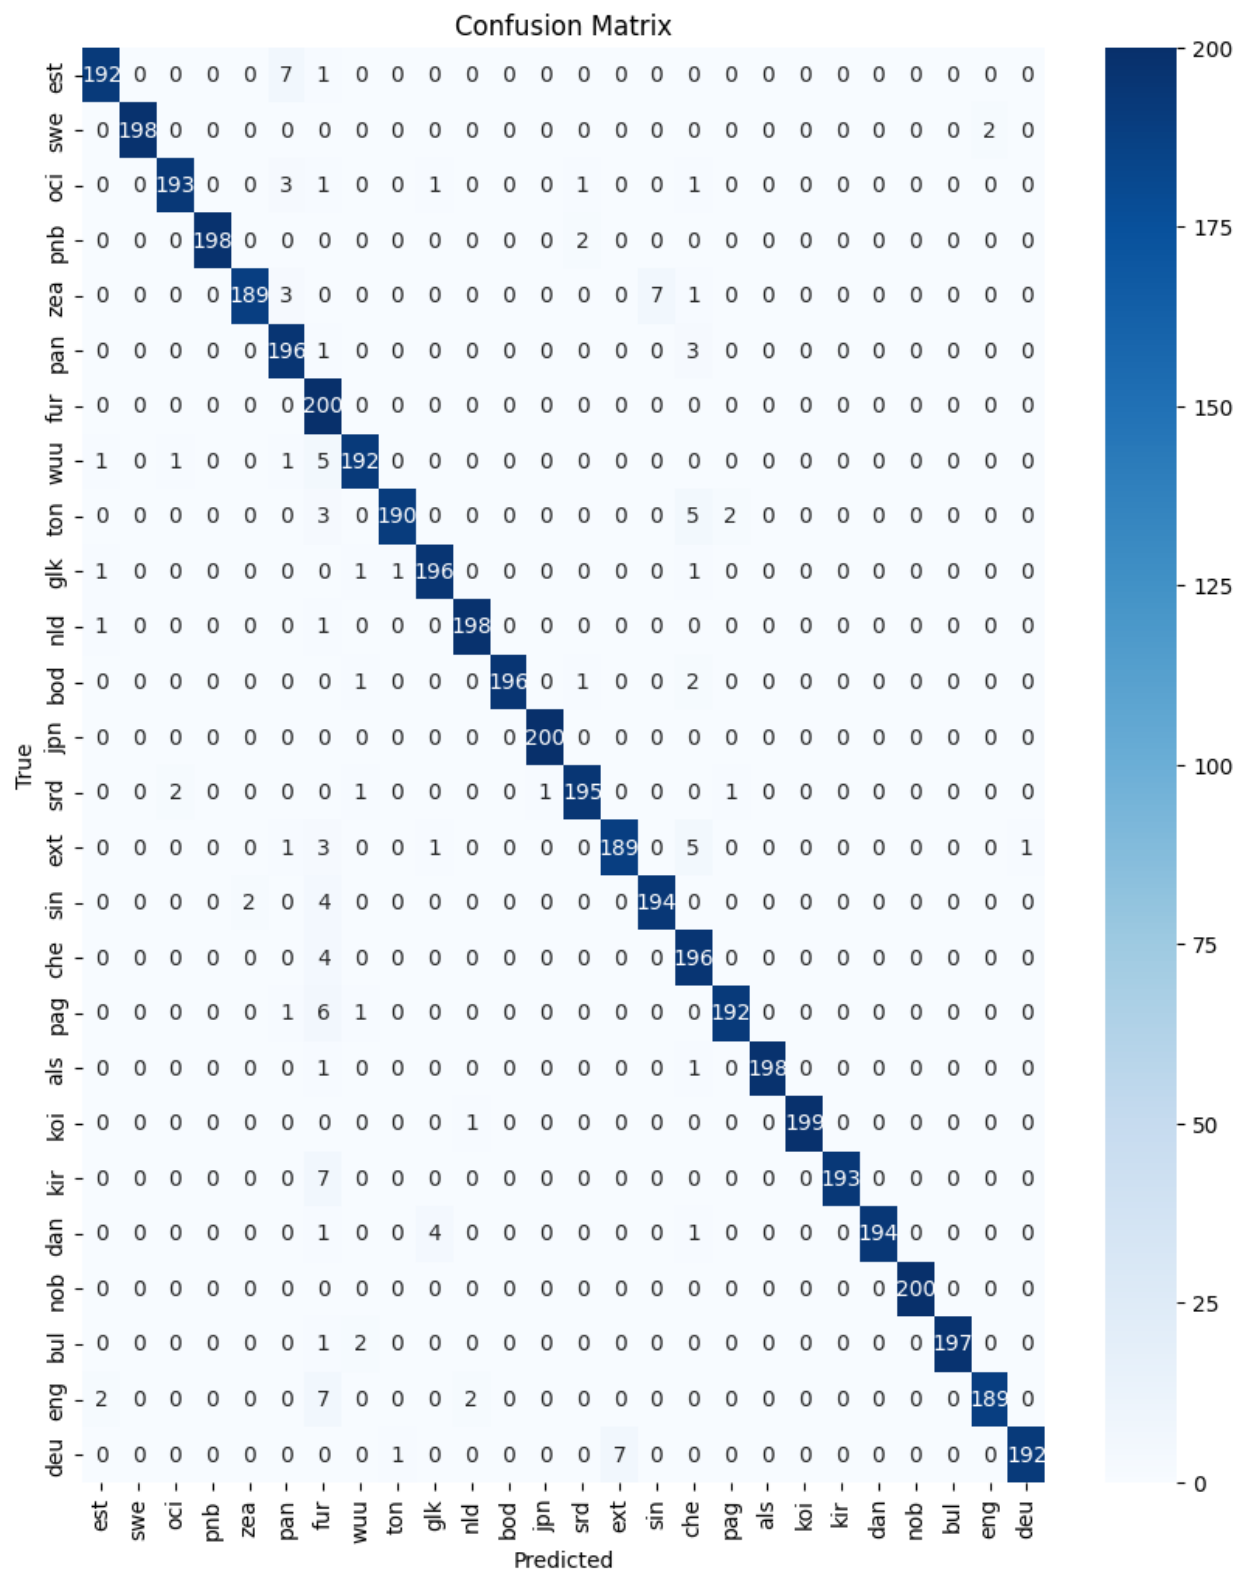 Confusion Matrix
est 192 0 0 0 0 7 1 0 0 0 0 0 0 0 0 0 0 0 0 0 0 0 0 0 0 0
swe 0 198 0 0 0 0 0 0 0 0 0 0 0 0 0 0 0 0 0 0 0 0 0 0 2 0
oci 0 0 193 0 0 3 1 0 0 1 0 0 0 1 0 0 1 0 0 0 0 0 0 0 0 0
pnb 0 0 0 198 0 0 0 0 0 0 0 0 0 2 0 0 0 0 0 0 0 0 0 0 0 0
zea 0 0 0 0 189 3 0 0 0 0 0 0 0 0 0 7 1 0 0 0 0 0 0 0 0 0
pan 0 0 0 0 0 196 1 0 0 0 0 0 0 0 0 0 3 0 0 0 0 0 0 0 0 0
fur 0 0 0 0 0 0 200 0 0 0 0 0 0 0 0 0 0 0 0 0 0 0 0 0 0 0
wuu 1 0 1 0 0 1 5 192 0 0 0 0 0 0 0 0 0 0 0 0 0 0 0 0 0 0
ton 0 0 0 0 0 0 3 0 190 0 0 0 0 0 0 0 5 2 0 0 0 0 0 0 0 0
glk 1 0 0 0 0 0 0 1 1 196 0 0 0 0 0 0 1 0 0 0 0 0 0 0 0 0
nld 1 0 0 0 0 0 1 0 0 0 198 0 0 0 0 0 0 0 0 0 0 0 0 0 0 0
bod 0 0 0 0 0 0 0 1 0 0 0 196 0 1 0 0 2 0 0 0 0 0 0 0 0 0
jpn 0 0 0 0 0 0 0 0 0 0 0 0 200 0 0 0 0 0 0 0 0 0 0 0 0 0
srd 0 0 2 0 0 0 0 1 0 0 0 0 1 195 0 0 0 1 0 0 0 0 0 0 0 0
ext 0 0 0 0 0 1 3 0 0 1 0 0 0 0 189 0 5 0 0 0 0 0 0 0 0 1
sin 0 0 0 0 2 0 4 0 0 0 0 0 0 0 0 194 0 0 0 0 0 0 0 0 0 0
che 0 0 0 0 0 0 4 0 0 0 0 0 0 0 0 0 196 0 0 0 0 0 0 0 0 0
pag 0 0 0 0 0 1 6 1 0 0 0 0 0 0 0 0 0 192 0 0 0 0 0 0 0 0
als 0 0 0 0 0 0 1 0 0 0 0 0 0 0 0 0 1 0 198 0 0 0 0 0 0 0
koi 0 0 0 0 0 0 0 0 0 0 1 0 0 0 0 0 0 0 0 199 0 0 0 0 0 0
kir 0 0 0 0 0 0 7 0 0 0 0 0 0 0 0 0 0 0 0 0 193 0 0 0 0 0
dan 0 0 0 0 0 0 1 0 0 4 0 0 0 0 0 0 1 0 0 0 0 194 0 0 0 0
nob 0 0 0 0 0 0 0 0 0 0 0 0 0 0 0 0 0 0 0 0 0 0 200 0 0 0
bul 0 0 0 0 0 0 1 2 0 0 0 0 0 0 0 0 0 0 0 0 0 0 0 197 0 0
eng 2 0 0 0 0 0 7 0 0 0 2 0 0 0 0 0 0 0 0 0 0 0 0 0 189 0
deu 0 0 0 0 0 0 0 0 1 0 0 0 0 0 7 0 0 0 0 0 0 0 0 0 0 192
est swe oci pnb zea pan fur wuu ton glk nld bod jpn srd ext sin che pag als koi kir dan nob bul eng deu
Predicted
True
200
175
150
125
100
75
50
25
0